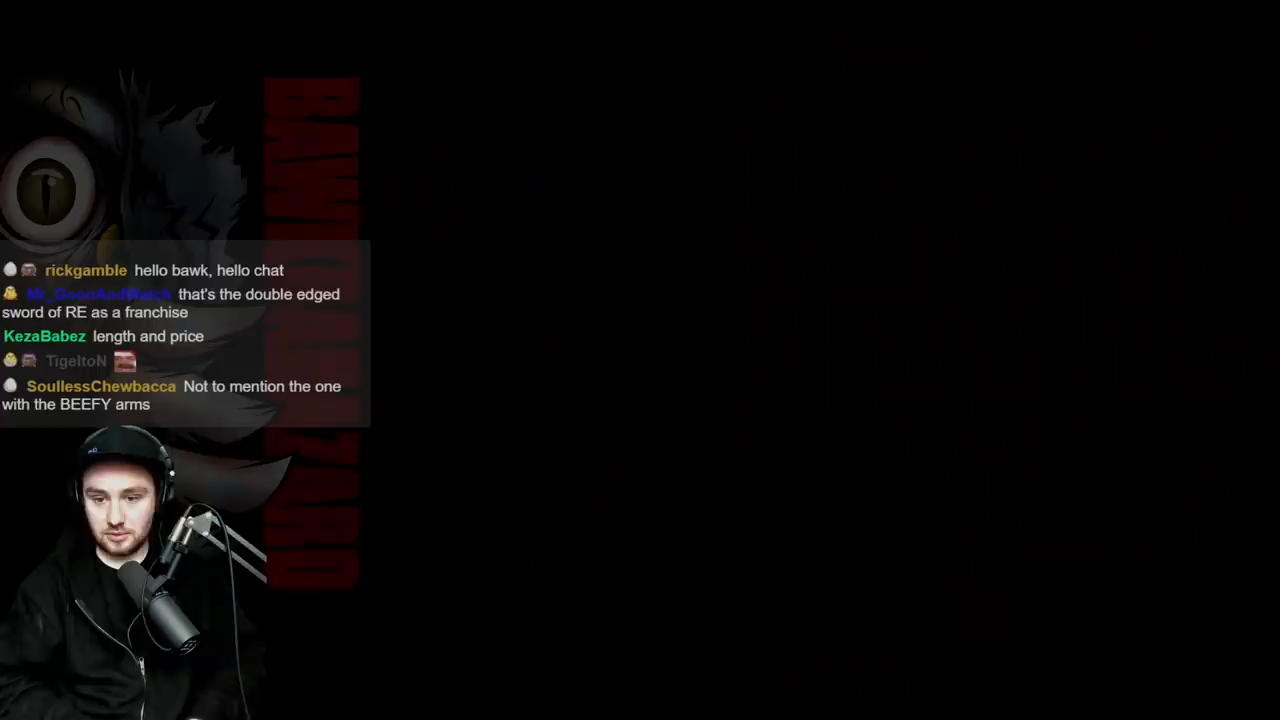 rickgamble hello bawk, hello chat
Mr_GoonAndWatch that's the double edged
sword of RE as a franchise
KezaBabez length and price
TigeltoN
SoullessChewbacca Not to mention the one
with the BEEFY arms